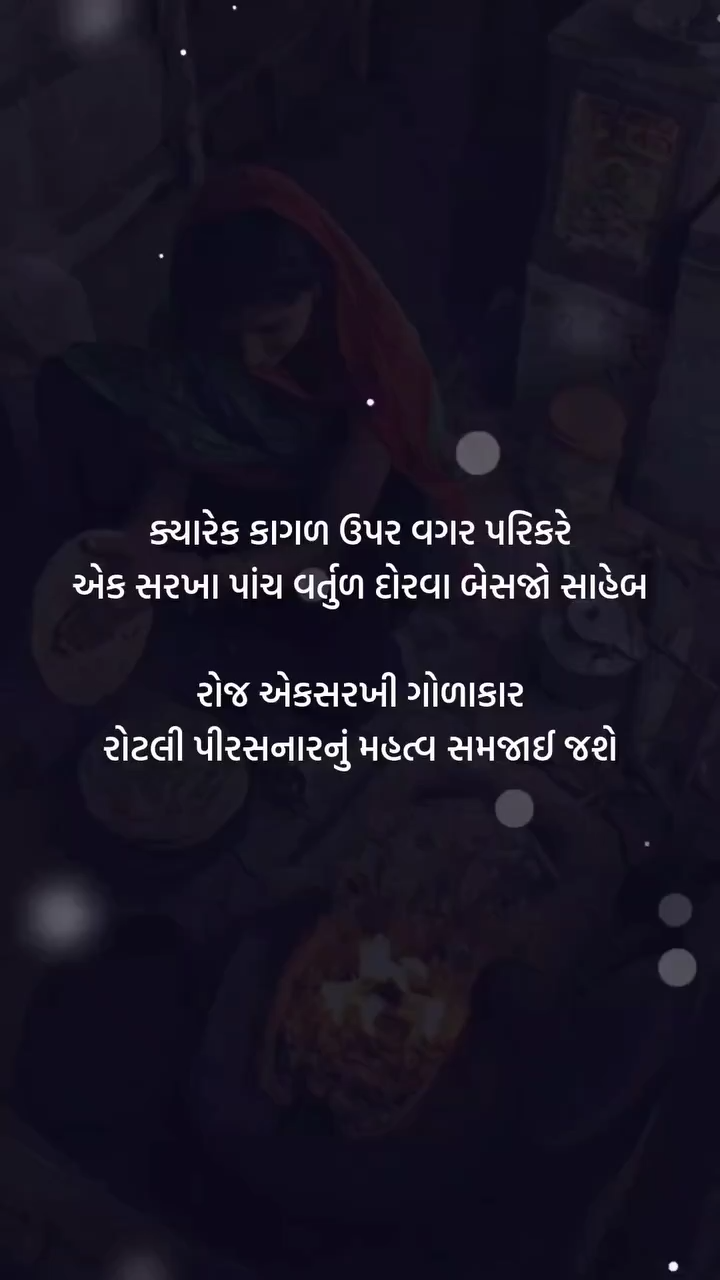 ક્યારેક કાગળ ઉપર વગર પરિકરે
એક સરખા પાંચ વર્તુળ દોરવા બેસજો સાહેબ
રોજ એકસરખી ગોળાકાર
રોટલી પીરસનારનું મહત્વ સમજાઈ જશે